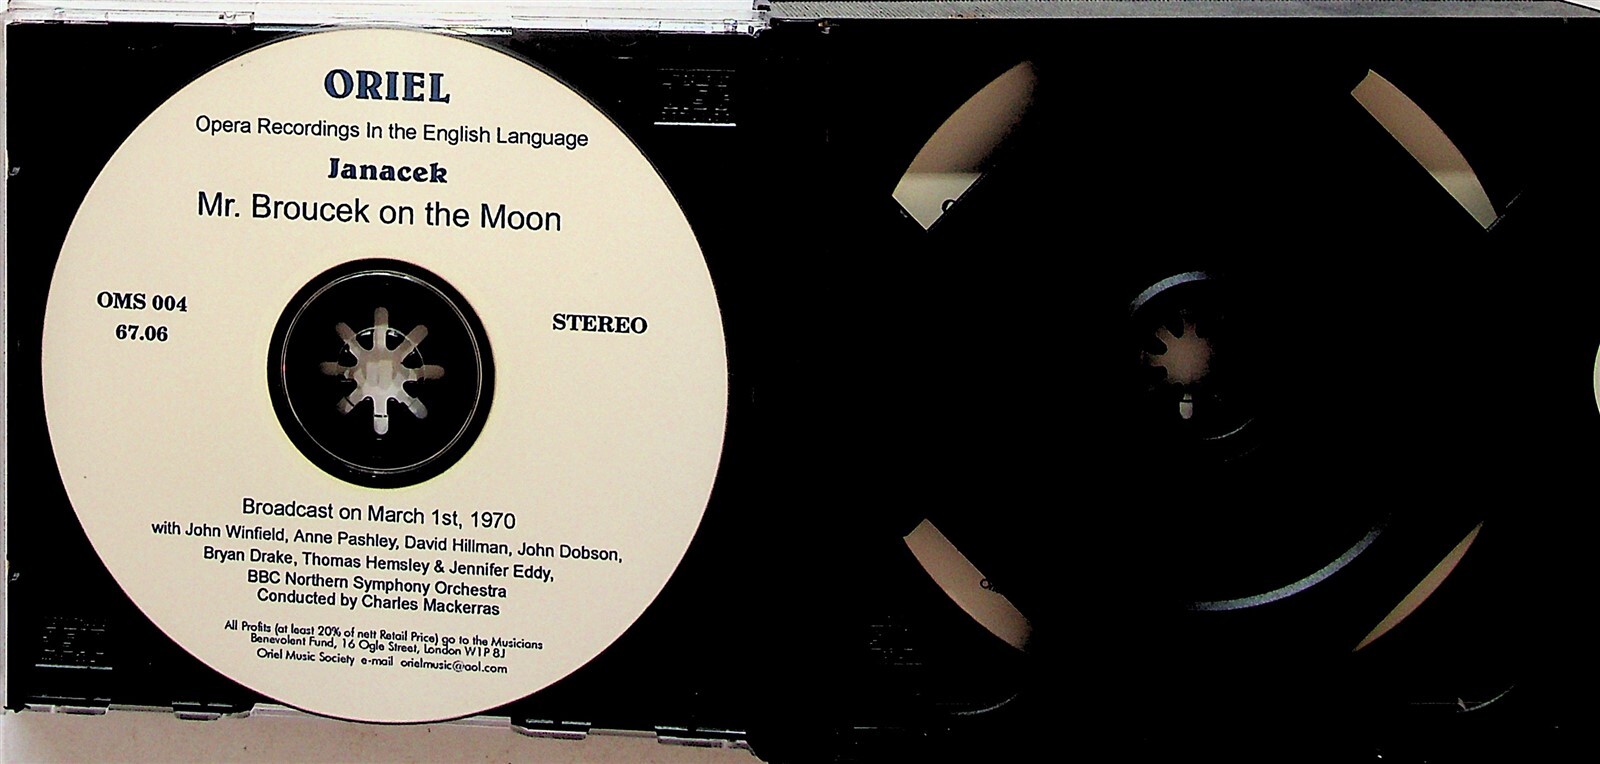 ORIEL
Opera Recordings In the English Language
Janacek
Mr. Broucek on the Moon
OMS 004
67.06
STEREO
Broadcast on March 1st, 1970
with John Winfield, Anne Pashley, David Hillman, John Dobson,
Bryan Drake, Thomas Hemsley & Jennifer Eddy,
BBC Northern Symphony Orchestra
Conducted by Charles Mackerras
All Profits (at least 20% of nett Retail Price) go to the Musicians
Benevolent Fund, 16 Ogle Street, London W1P 8J
Oriel Music Society e-mail orielmusic@aol.com